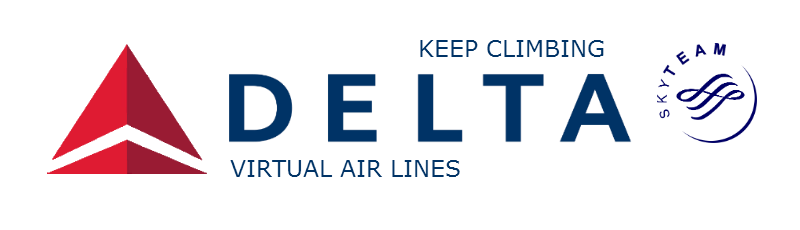 KEEP CLIMBING
DELTA
VIRTUAL AIR LINES
SKYTEAM